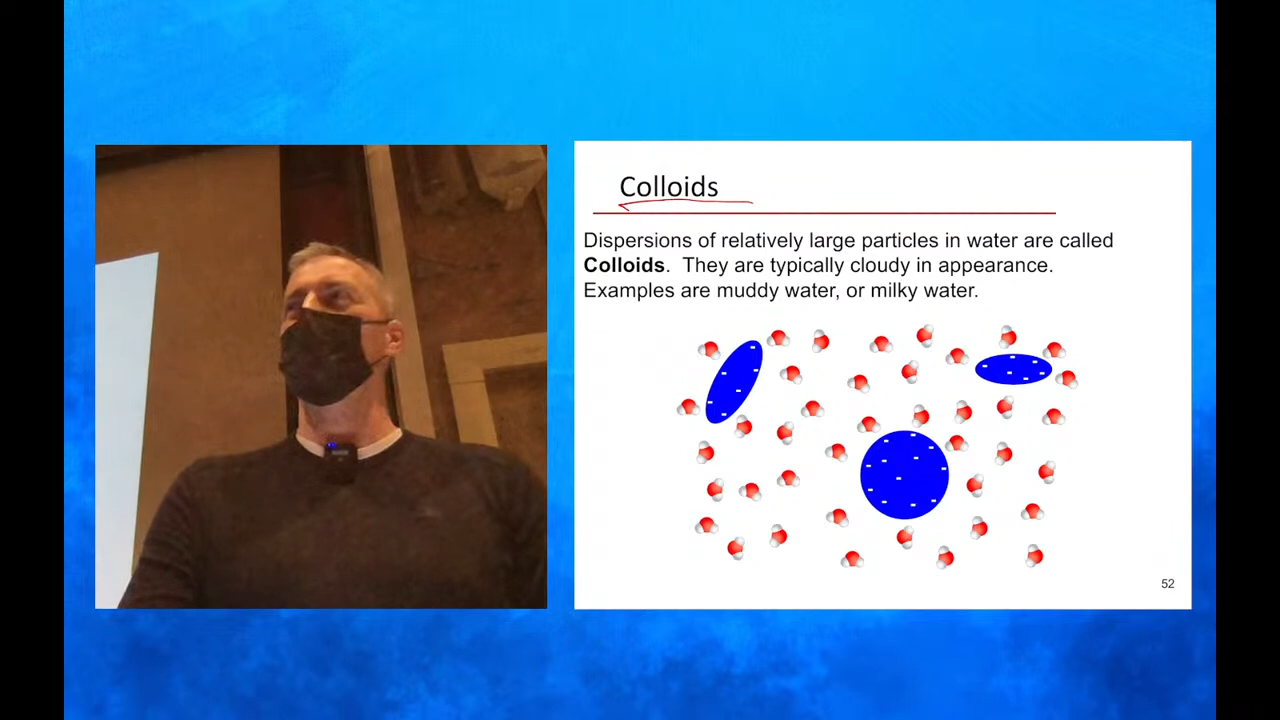 Colloids
Dispersions of relatively large particles in water are called
Colloids. They are typically cloudy in appearance.
Examples are muddy water, or milky water.
52